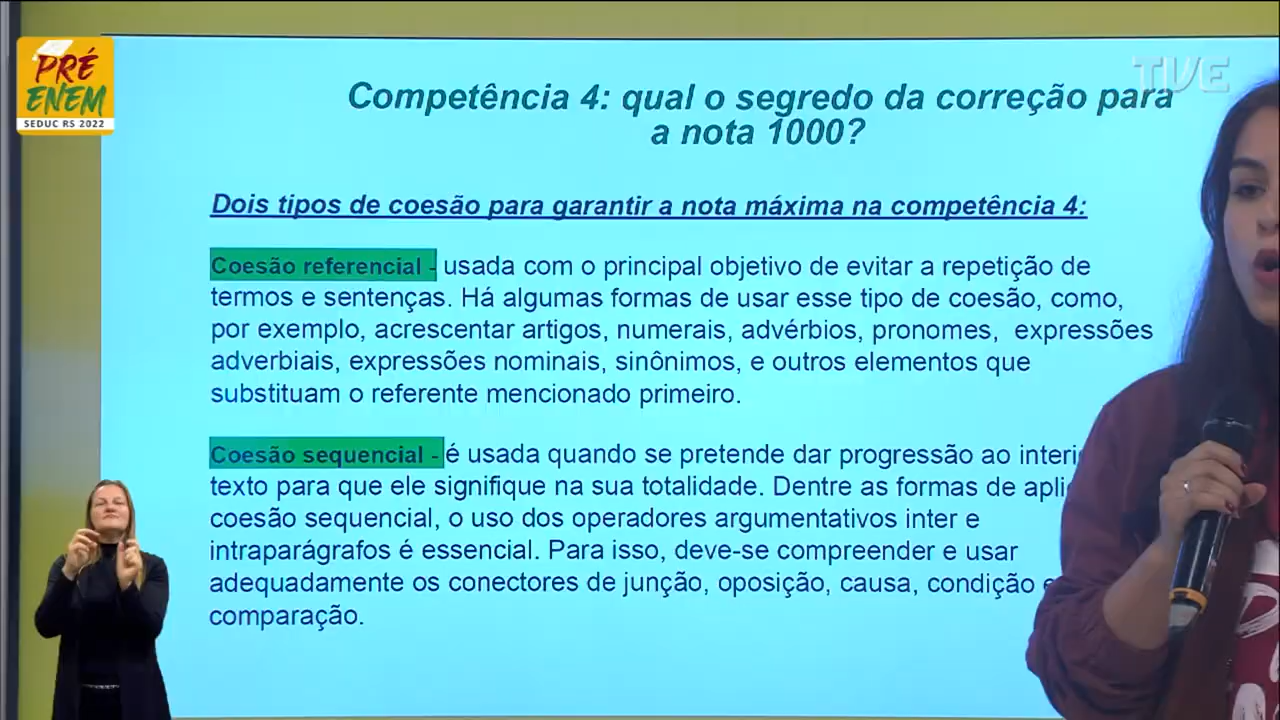 PRÉ
ENEM
SEDUC RS 2022
TVE
Competência 4: qual o segredo da correção para
a nota 1000?
Dois tipos de coesão para garantir a nota máxima na competência 4:
Coesão referencial - usada com o principal objetivo de evitar a repetição de
termos e sentenças. Há algumas formas de usar esse tipo de coesão, como,
por exemplo, acrescentar artigos, numerais, advérbios, pronomes, expressões
adverbiais, expressões nominais, sinônimos, e outros elementos que
substituam o referente mencionado primeiro.
Coesão sequencial - é usada quando se pretende dar progressão ao
texto para que ele signifique na sua totalidade. Dentre as formas de
coesão sequencial, o uso dos operadores argumentativos inter e
intraparágrafos é essencial. Para isso, deve-se compreender e usar
adequadamente os conectores de junção, oposição, causa, condição
comparação.